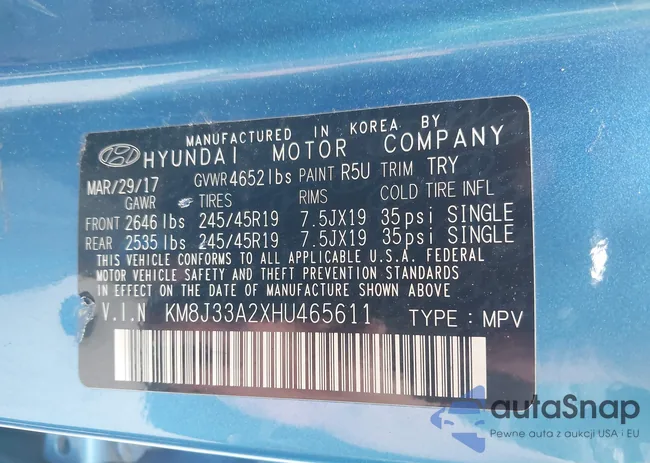 MANUFACTURED IN KOREA BY
HYUNDAI MOTOR COMPANY
MAR/29/17 GVWR 4652lbs PAINT R5U TRIM TRY
GAWR TIRES RIMS COLD TIRE INFL
FRONT 2646 lbs 245/45R19 7.5JX19 35psi SINGLE
REAR 2535 lbs 245/45R19 7.5JX19 35psi SINGLE
THIS VEHICLE CONFORMS TO ALL APPLICABLE U.S.A. FEDERAL
MOTOR VEHICLE SAFETY AND THEFT PREVENTION STANDARDS
IN EFFECT ON THE DATE OF MANUFACTURE SHOWN ABOVE
V.I.N KM8J33A2XHU465611 TYPE : MPV
autaSnap
Pewne auta z aukcji USA i EU